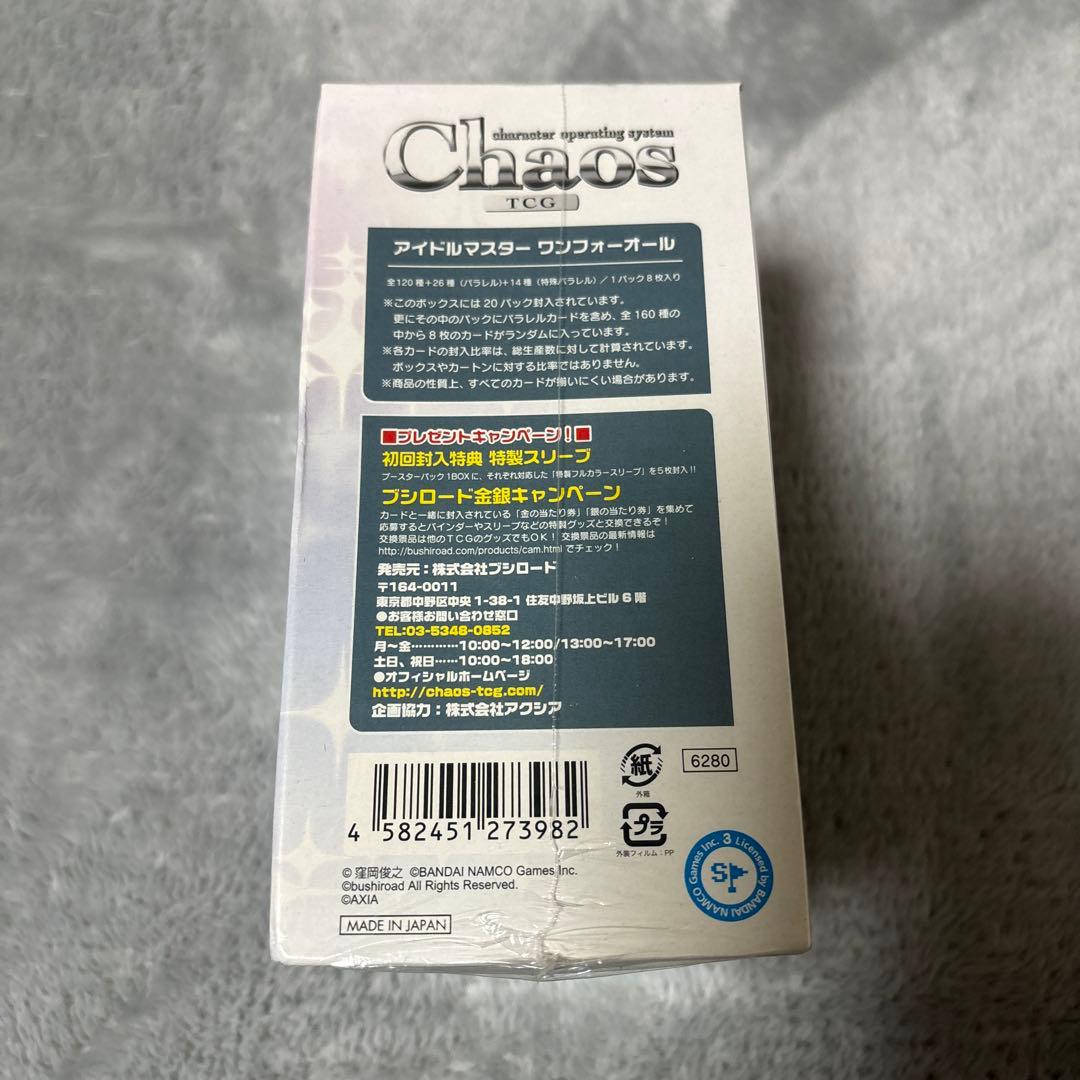 character operating system
Chaos
TCG
アイドルマスター ワンフォーオール
全120種+26種(パラレル)+14種(特殊パラレル)/1パック8枚入り
※このボックスには20パック封入されています。
更にその中のパックにパラレルカードを含め、全160種の
中から8枚のカードがランダムに入っています。
※各カードの封入比率は、総生産数に対して計算されています。
ボックスやカートンに対する比率ではありません。
※商品の性質上、すべてのカードが揃いにくい場合があります。
■プレゼントキャンペーン!■
初回封入特典 特製スリーブ
ブースターパック1BOXに、それぞれ対応した「特製フルカラースリーブ」を5枚封入!!
ブシロード金銀キャンペーン
カードと一緒に封入されている「金の当たり券」「銀の当たり券」を集めて
応募するとバインダーやスリーブなどの特製グッズと交換できるぞ!
交換景品は他のTCGのグッズでもOK! 交換景品の最新情報は
http://bushiroad.com/products/cam.html でチェック!
発売元:株式会社ブシロード
〒164-0011
東京都中野区中央1-38-1 住友中野坂上ビル6階
●お客様お問い合わせ窓口
TEL:03-5348-0852
月~金…………10:00~12:00/13:00~17:00
土日、祝日……10:00~18:00
●オフィシャルホームページ
http://chaos-tcg.com/
企画協力:株式会社アクシア
4 582451 273982
紙
外箱
プラ
外装フィルム:PP
6280
© 窪岡俊之 ©BANDAI NAMCO Games Inc.
©bushiroad All Rights Reserved.
©AXIA
MADE IN JAPAN
Licensed by BANDAI NAMCO Games Inc. 3
S